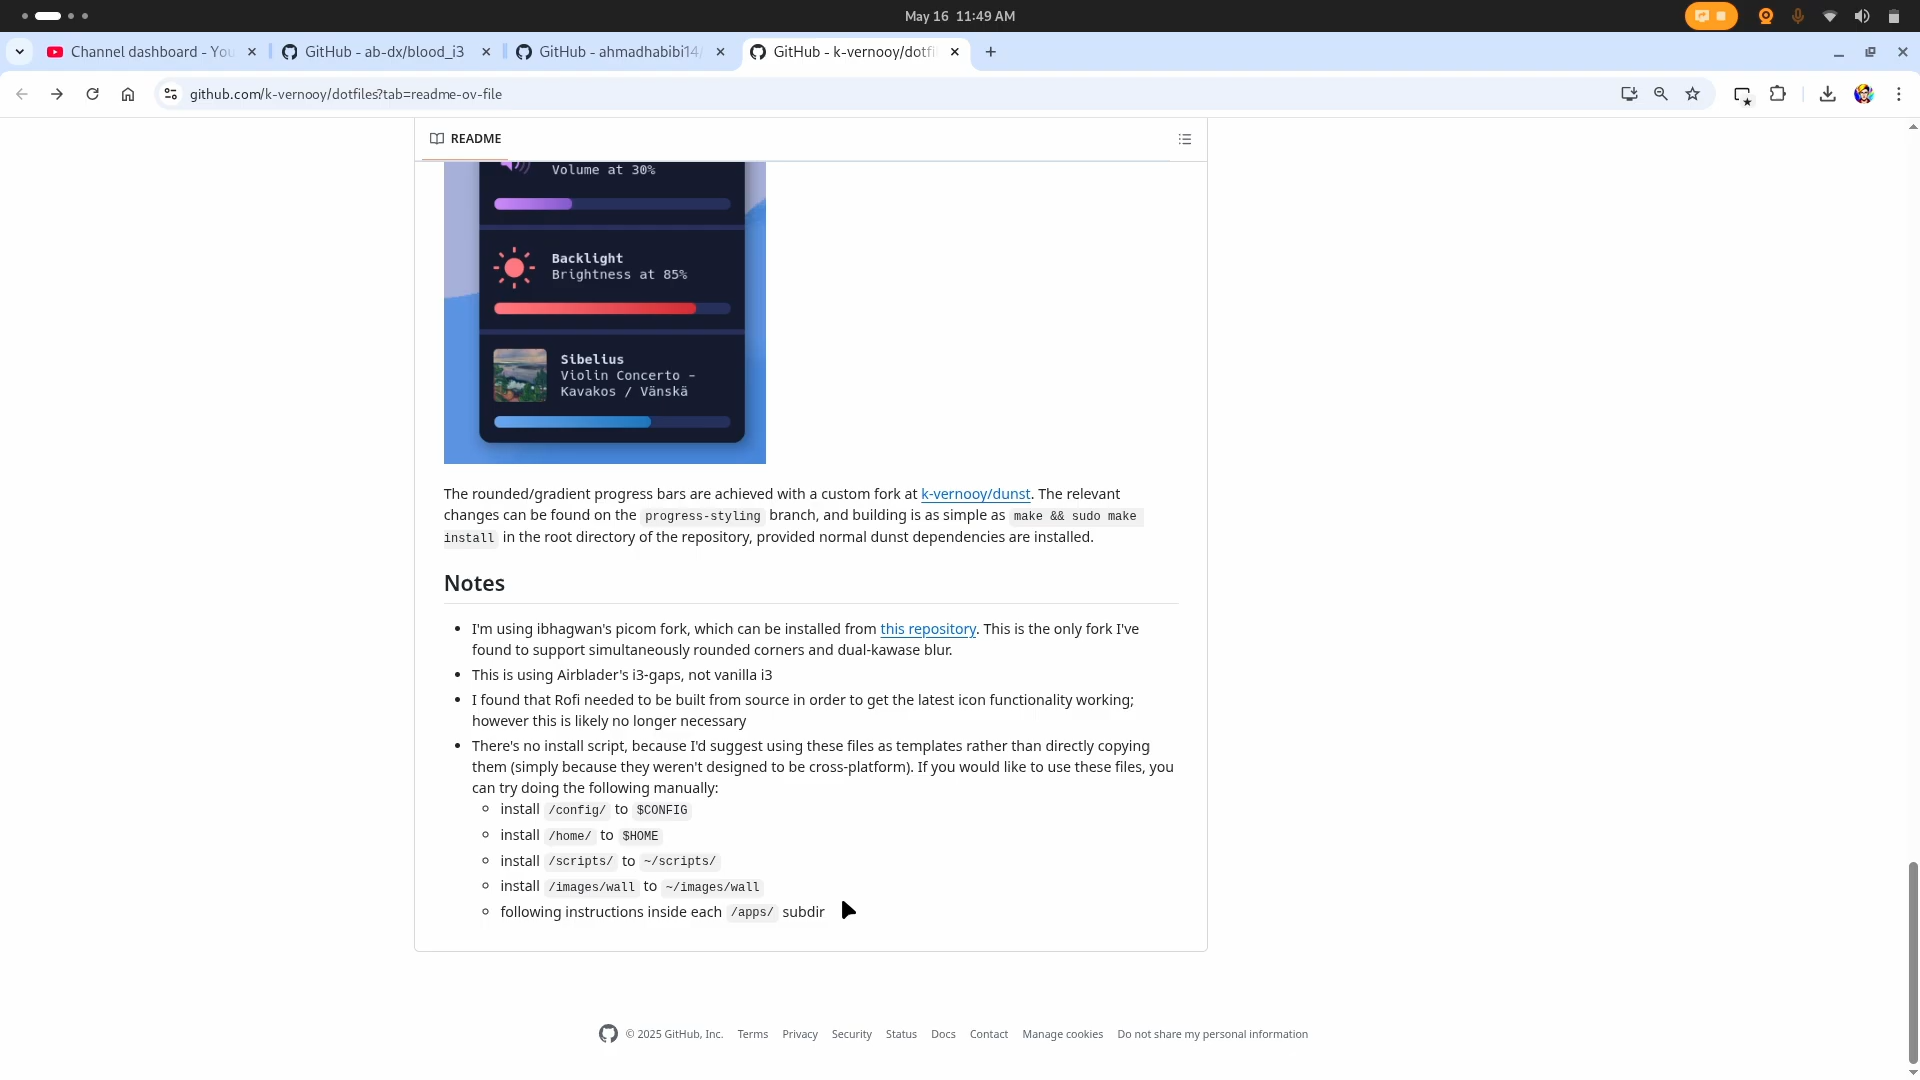 May 16 11:49 AM
Channel dashboard - You
GitHub - ab-dx/blood_i3
GitHub - ahmadhabibi14/
GitHub - k-vernooy/dotfi
github.com/k-vernooy/dotfiles?tab=readme-ov-file
README
Volume at 30%
Backlight
Brightness at 85%
Sibelius
Violin Concerto -
Kavakos / Vänskä
The rounded/gradient progress bars are achieved with a custom fork at k-vernooy/dunst. The relevant
changes can be found on the progress-styling branch, and building is as simple as make && sudo make
install in the root directory of the repository, provided normal dunst dependencies are installed.
Notes
I'm using ibhagwan's picom fork, which can be installed from this repository. This is the only fork I've
found to support simultaneously rounded corners and dual-kawase blur.
This is using Airblader's i3-gaps, not vanilla i3
I found that Rofi needed to be built from source in order to get the latest icon functionality working;
however this is likely no longer necessary
There's no install script, because I'd suggest using these files as templates rather than directly copying
them (simply because they weren't designed to be cross-platform). If you would like to use these files, you
can try doing the following manually:
install /config/ to $CONFIG
install /home/ to $HOME
install /scripts/ to ~/scripts/
install /images/wall to ~/images/wall
following instructions inside each /apps/ subdir
© 2025 GitHub, Inc. Terms Privacy Security Status Docs Contact Manage cookies Do not share my personal information